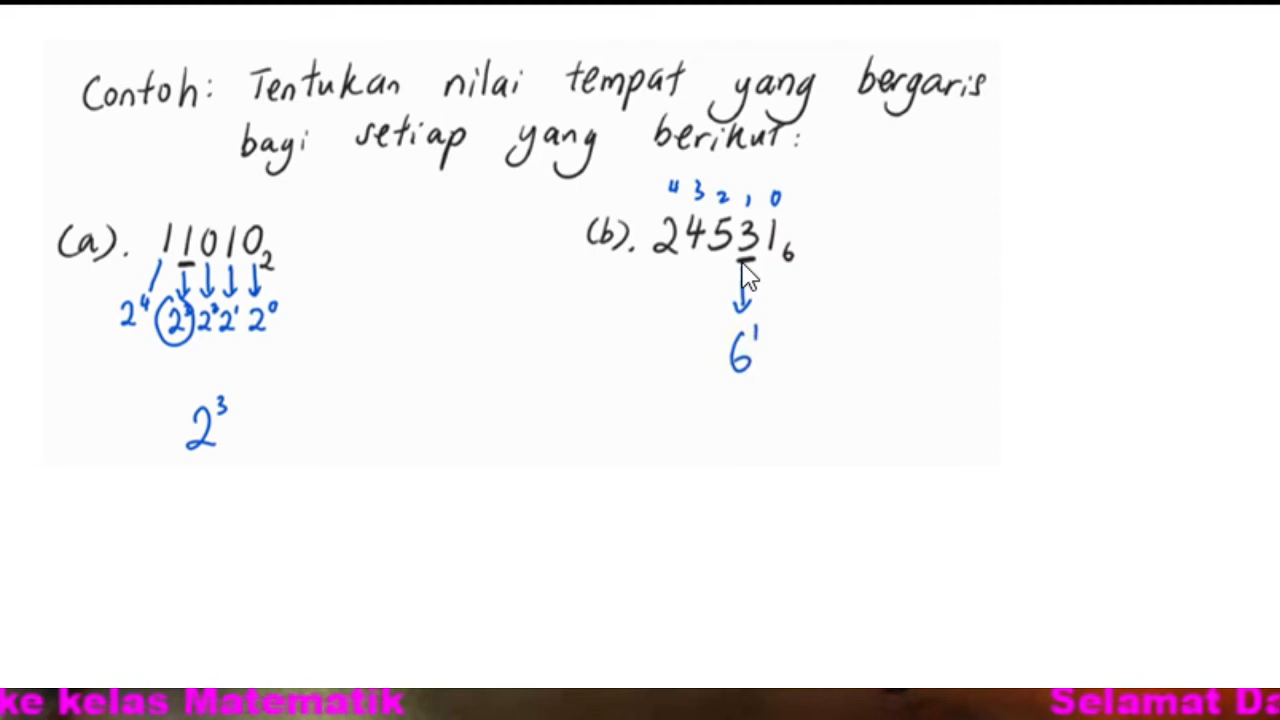 Contoh: Tentukan nilai tempat yang bergaris
bagi setiap yang berikut:
(a). 11010₂
2⁴ 2³ 2³ 2¹ 2⁰
2³
4 3 2 1 0
(b). 24531₆
6¹
ke kelas Matematik
Selamat Da